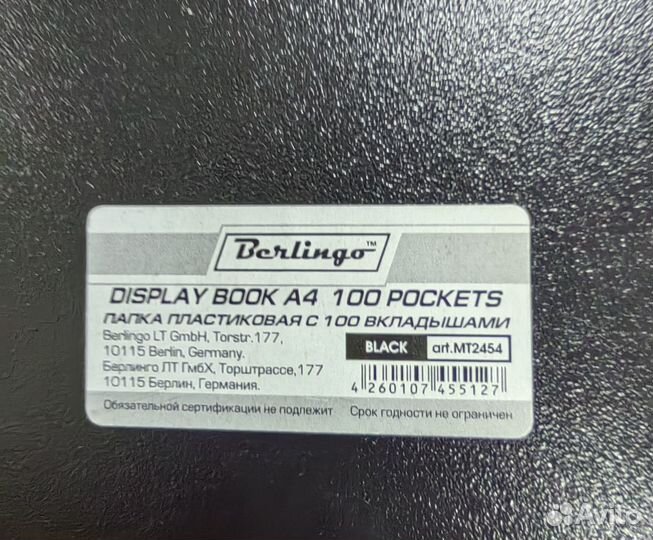 Berlingo™
DISPLAY BOOK A4 100 POCKETS
ПАПКА ПЛАСТИКОВАЯ С 100 ВКЛАДЫШАМИ
Berlingo LT GmbH, Torstr.177,
10115 Berlin, Germany.
Берлинго ЛТ ГмбХ, Торштрассе,177
10115 Берлин, Германия.
BLACK art.MT2454
4 260107 455127
Обязательной сертификации не подлежит Срок годности не ограничен
Avito